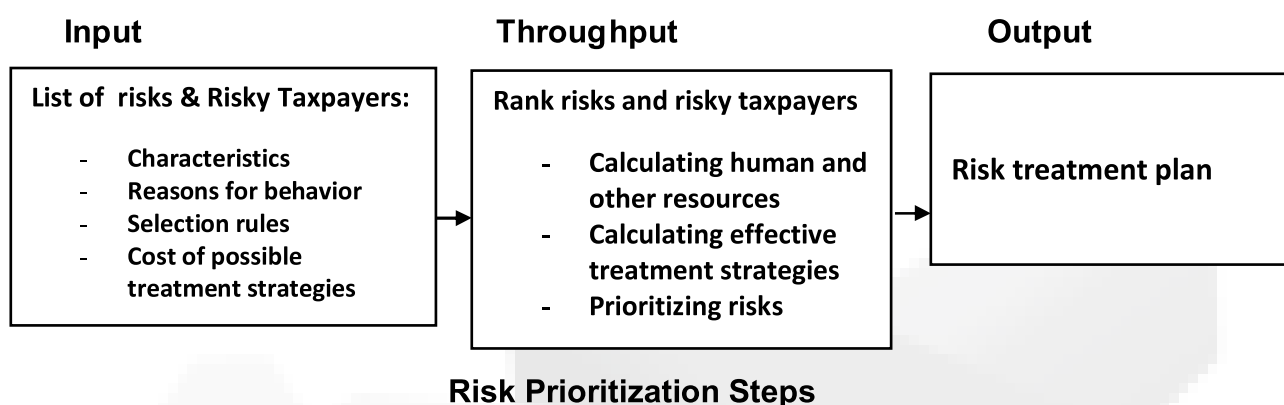 Input
List of risks & Risky Taxpayers:
- Characteristics
- Reasons for behavior
- Selection rules
- Cost of possible
treatment strategies
Throughput
Rank risks and risky taxpayers
- Calculating human and
other resources
- Calculating effective
treatment strategies
- Prioritizing risks
Output
Risk treatment plan
Risk Prioritization Steps